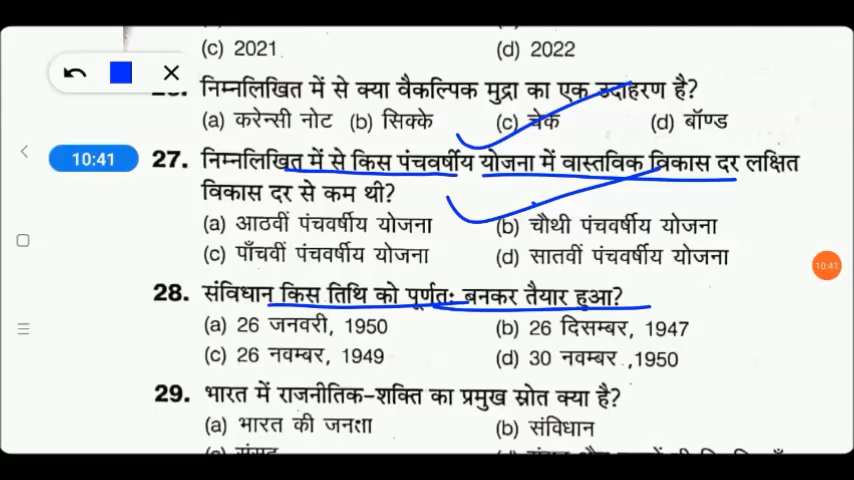 (c) 2021 (d) 2022
निम्नलिखित में से क्या वैकल्पिक मुद्रा का एक उदाहरण है?
(a) करेन्सी नोट (b) सिक्के (c) चेक (d) बॉण्ड
10:41
27. निम्नलिखित में से किस पंचवर्षीय योजना में वास्तविक विकास दर लक्षित
विकास दर से कम थी?
(a) आठवीं पंचवर्षीय योजना (b) चौथी पंचवर्षीय योजना
(c) पाँचवीं पंचवर्षीय योजना (d) सातवीं पंचवर्षीय योजना
10:41
28. संविधान किस तिथि को पूर्णतः बनकर तैयार हुआ?
(a) 26 जनवरी, 1950 (b) 26 दिसम्बर, 1947
(c) 26 नवम्बर, 1949 (d) 30 नवम्बर ,1950
29. भारत में राजनीतिक-शक्ति का प्रमुख स्रोत क्या है?
(a) भारत की जनता (b) संविधान